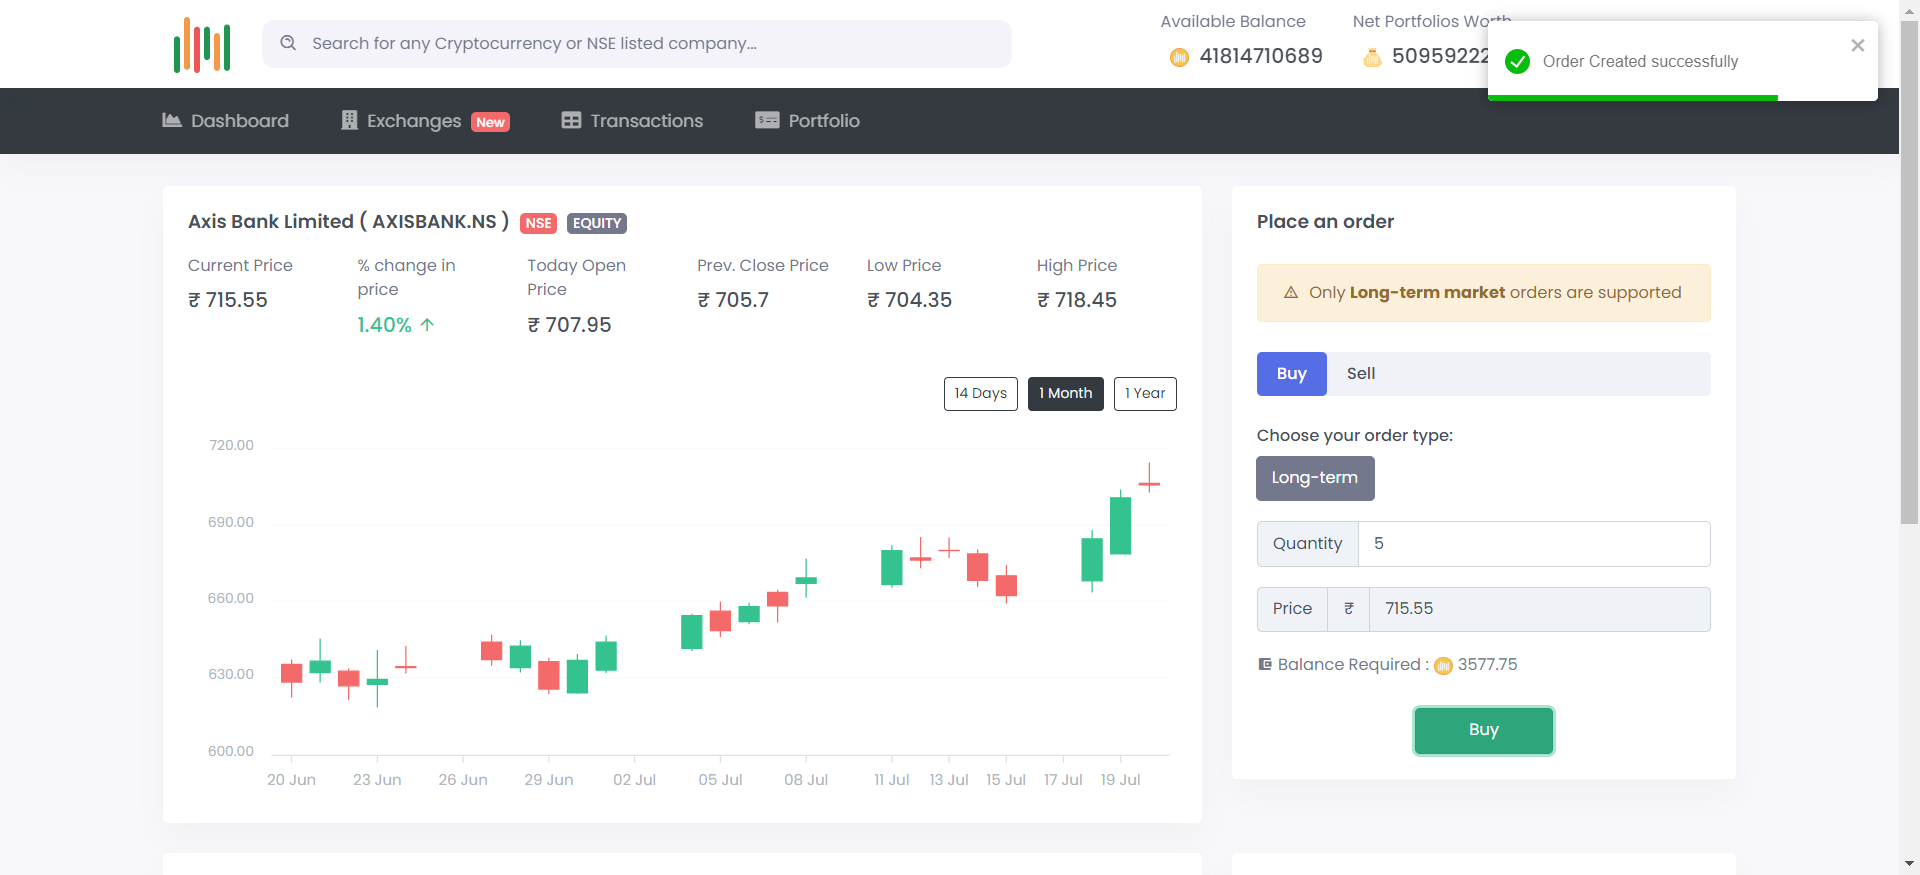 Search for any Cryptocurrency or NSE listed company...
Available Balance
41814710689
Net Portfolios Worth
50959222
Order Created successfully
Dashboard
Exchanges New
Transactions
Portfolio
Axis Bank Limited ( AXISBANK.NS ) NSE EQUITY
Current Price
₹ 715.55
% change in
price
1.40% ↑
Today Open
Price
₹ 707.95
Prev. Close Price
₹ 705.7
Low Price
₹ 704.35
High Price
₹ 718.45
14 Days 1 Month 1 Year
720.00
690.00
660.00
630.00
600.00
20 Jun 23 Jun 26 Jun 29 Jun 02 Jul 05 Jul 08 Jul 11 Jul 13 Jul 15 Jul 17 Jul 19 Jul
Place an order
Only Long-term market orders are supported
Buy Sell
Choose your order type:
Long-term
Quantity 5
Price ₹ 715.55
Balance Required : 3577.75
Buy